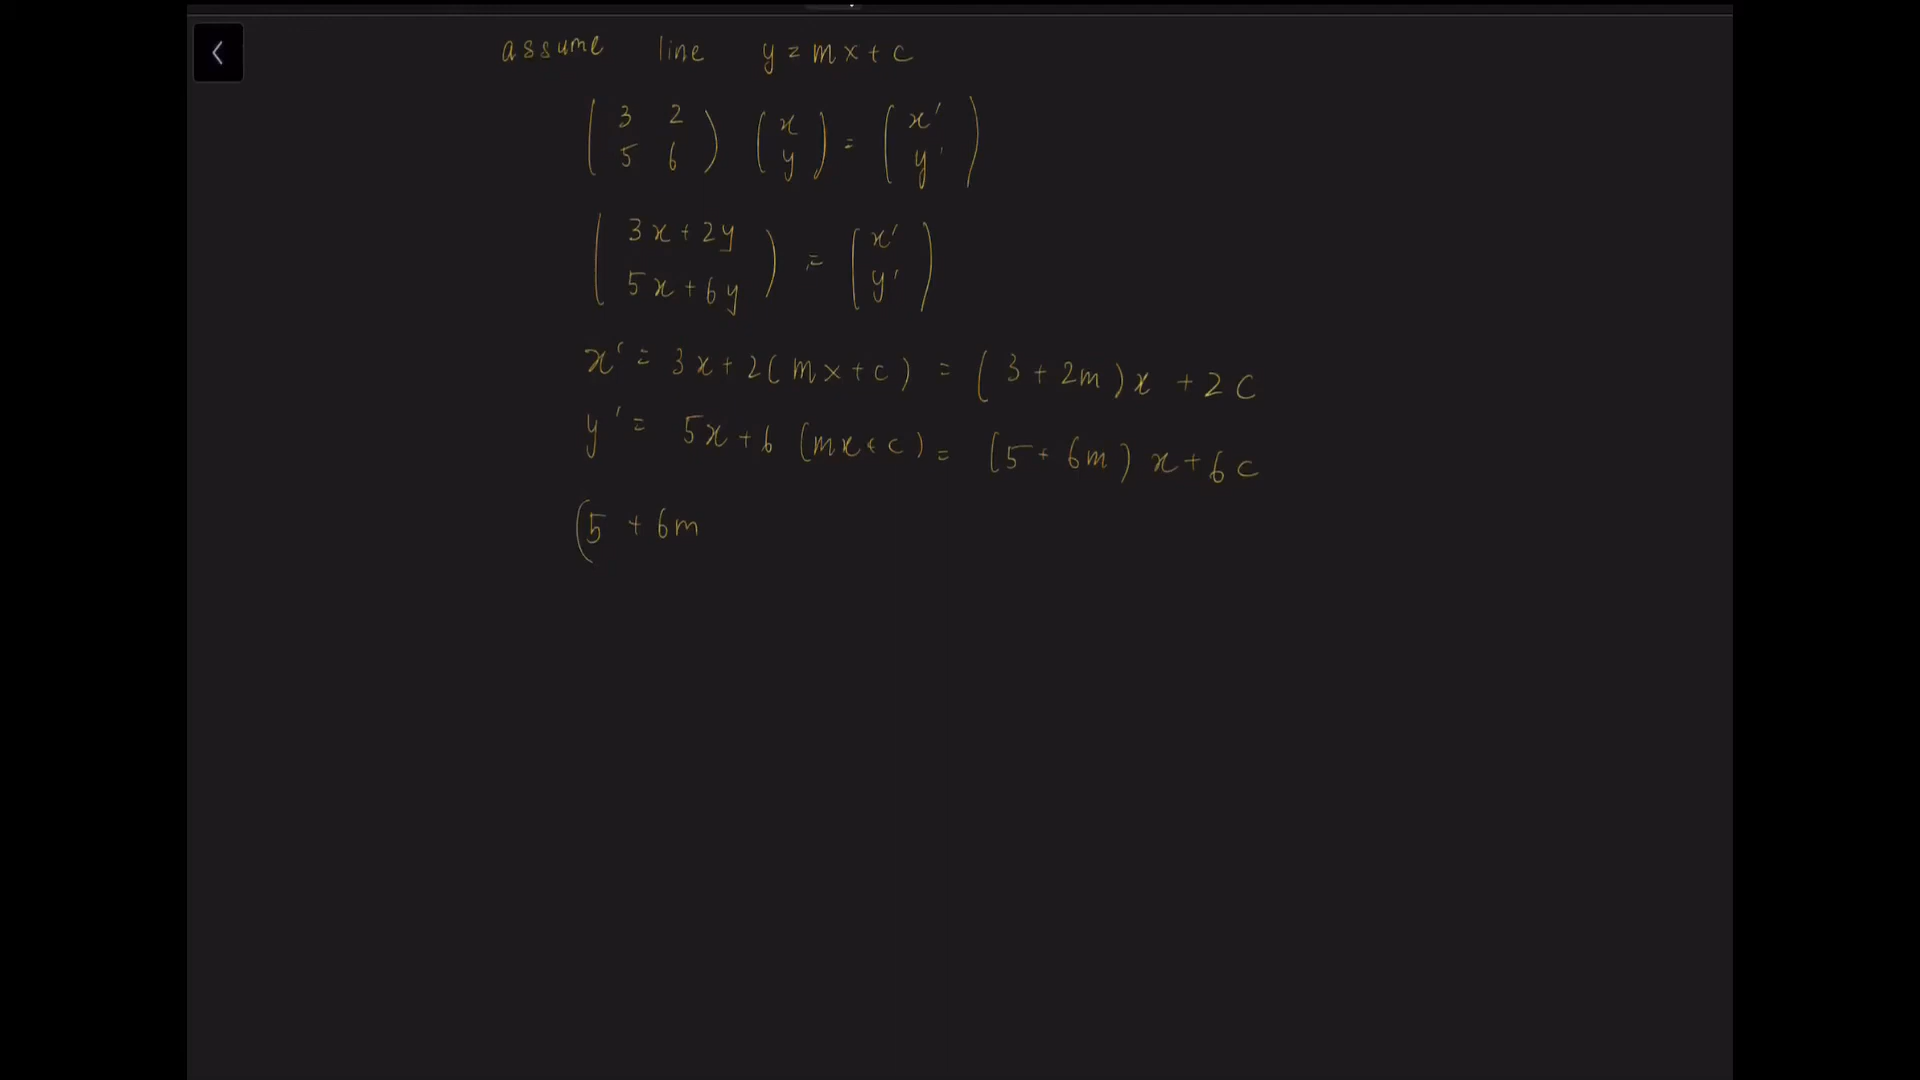 assume line y = mx + c
( 3 2 ) ( x ) = ( x' )
( 5 6 ) ( y ) ( y' )
( 3x + 2y ) = ( x' )
( 5x + 6y ) ( y' )
x' = 3x + 2( mx + c ) = ( 3 + 2m ) x + 2c
y' = 5x + 6 (mx + c) = (5 + 6m) x + 6c
(5 + 6m